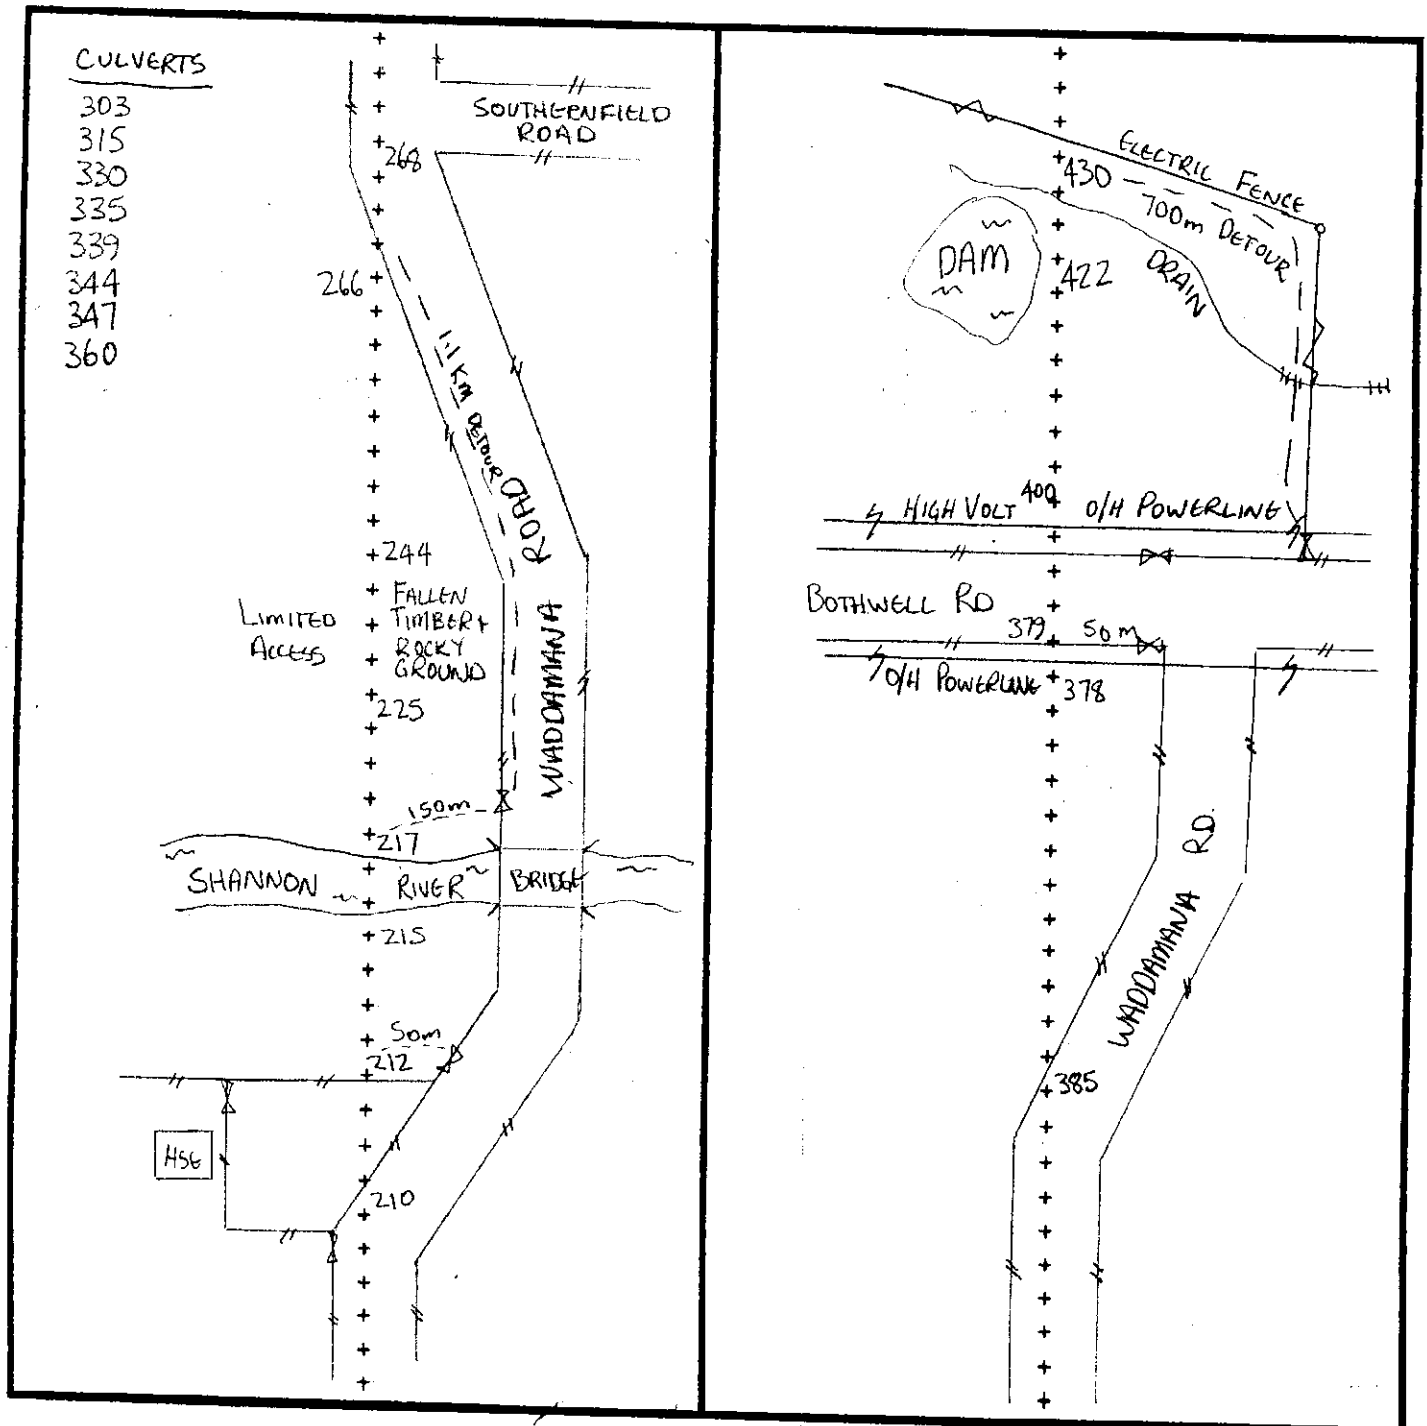 CULVERTS
303
315
330
335
339
344
347
360
SOUTHERNFIELD
ROAD
268
266
1.1 KM DETOUR
ROAD
WADDAMANA
244
LIMITED
ACCESS
FALLEN
TIMBER +
ROCKY
GROUND
225
150m
217
SHANNON RIVER BRIDGE
215
50m
212
HSE
210
ELECTRIC FENCE
430
700m DETOUR
DAM
422
DRAIN
400
HIGH VOLT O/H POWERLINE
BOTHWELL RD
379 50m
O/H POWERLINE 378
WADDAMANA RD.
385